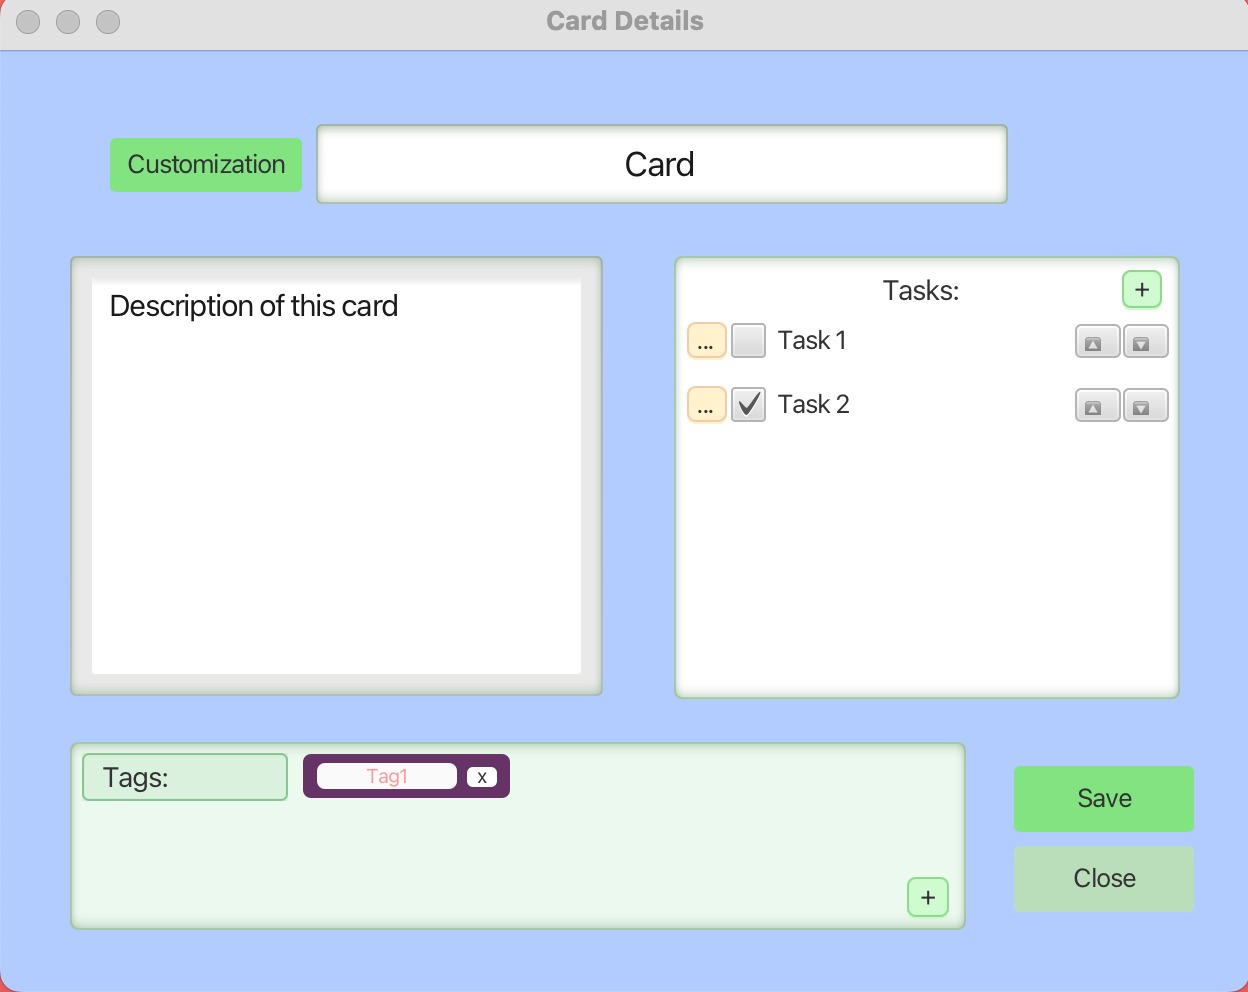 Card Details
Customization
Card
Description of this card
Tasks:
+
... Task 1
... Task 2
Tags:
Tag1
x
+
Save
Close